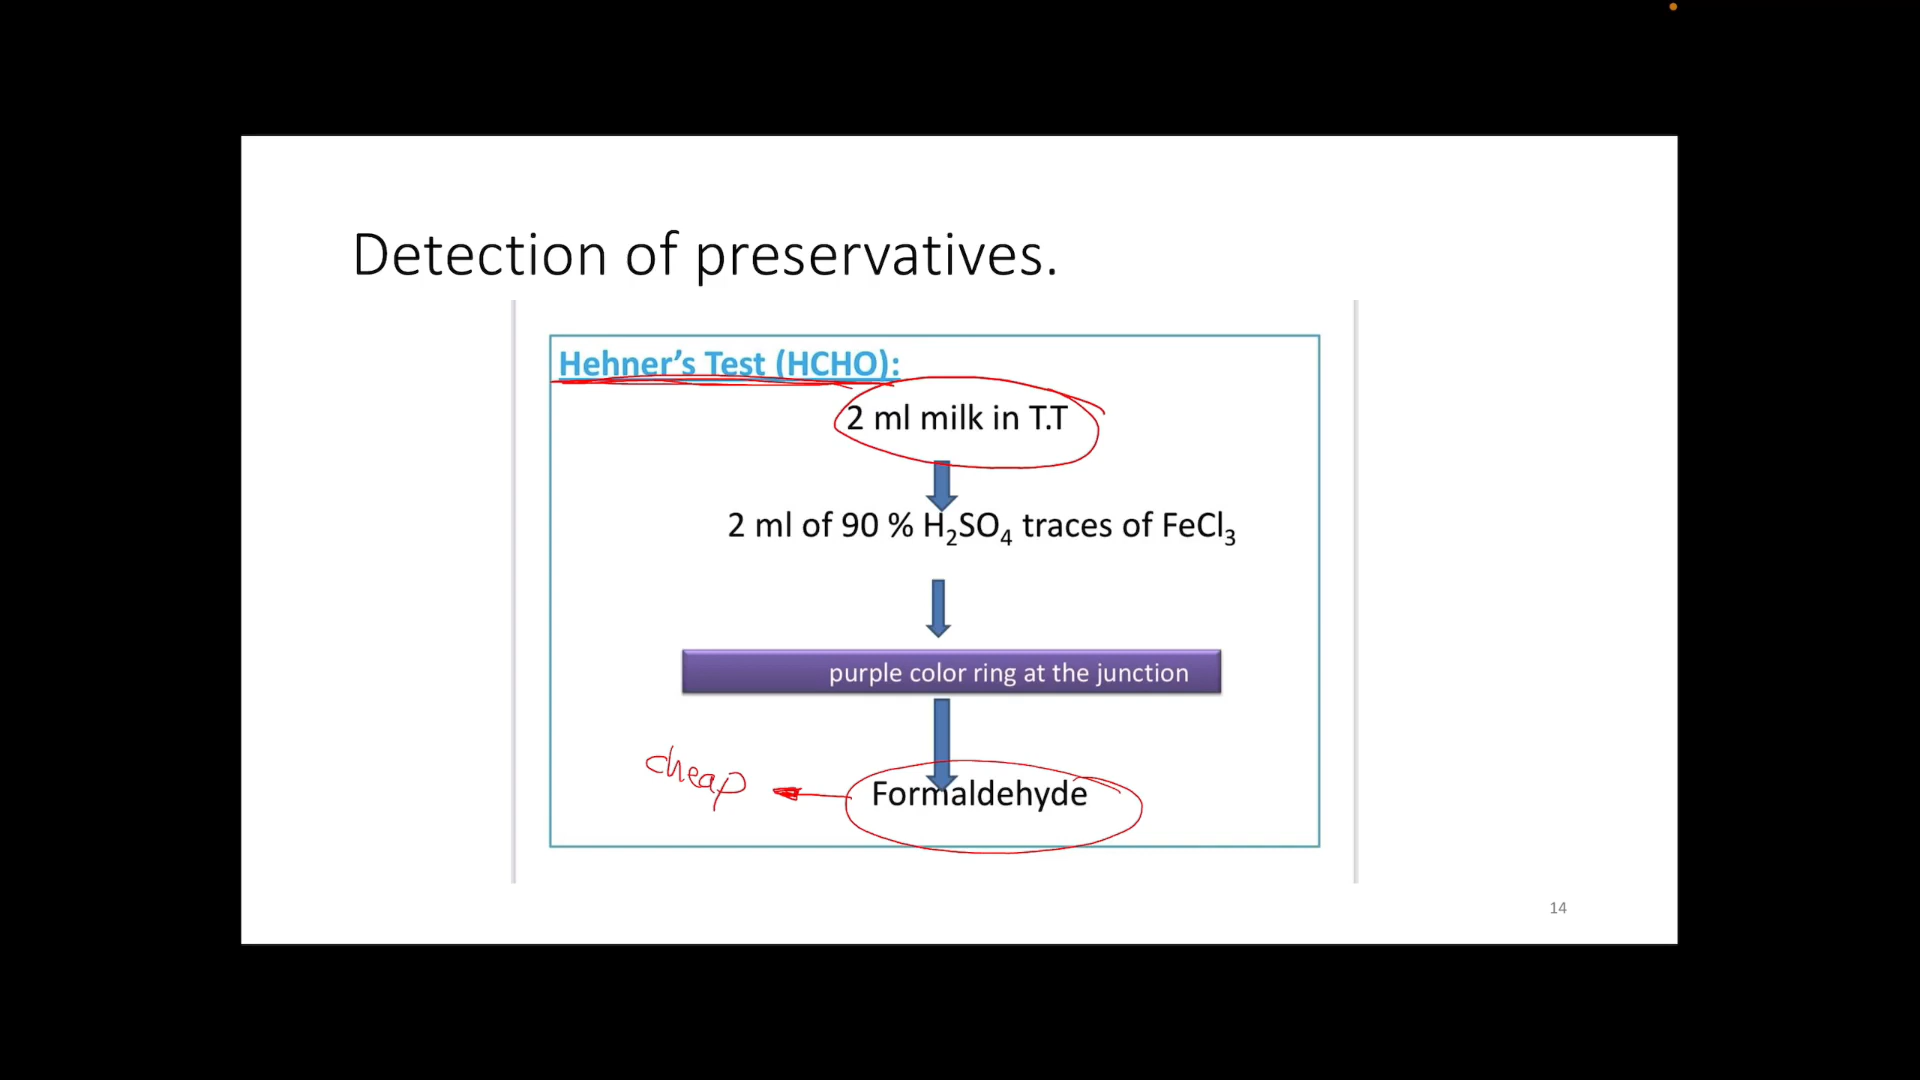 Detection of preservatives.
Hehner's Test (HCHO):
2 ml milk in T.T
2 ml of 90 % H₂SO₄ traces of FeCl₃
purple color ring at the junction
cheap
Formaldehyde
14